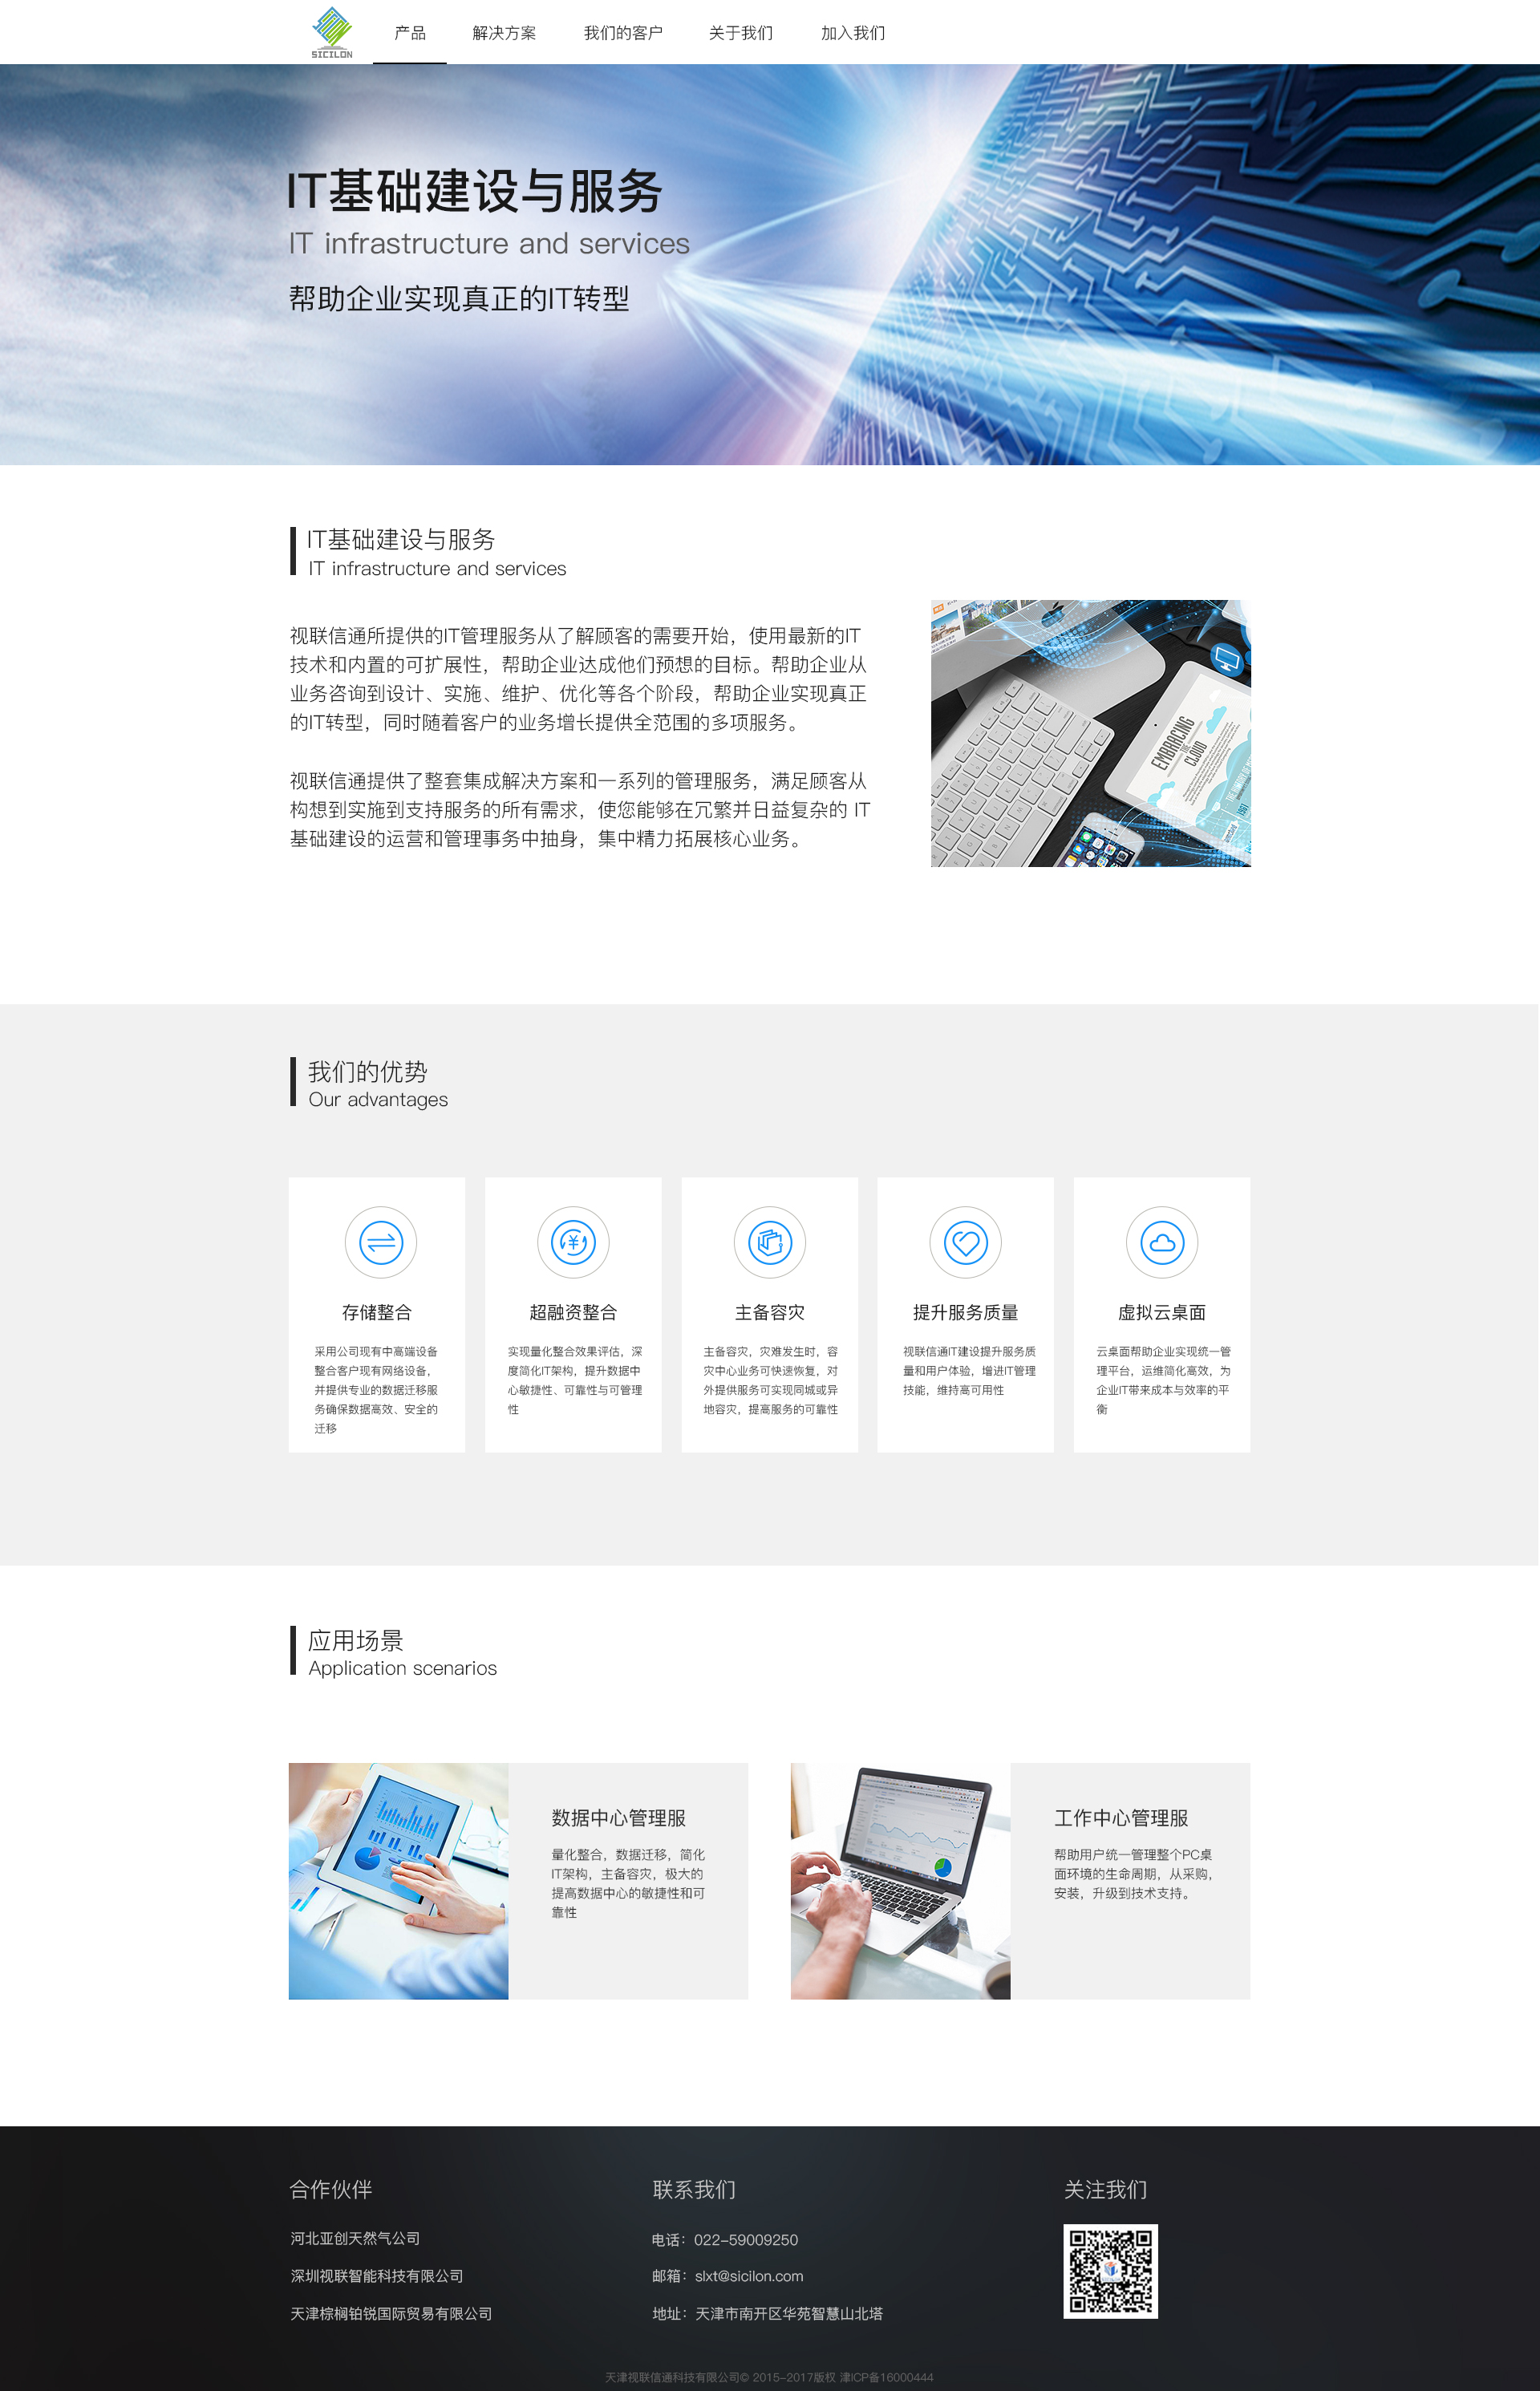 SICILON
产品 解决方案 我们的客户 关于我们 加入我们
IT基础建设与服务
IT infrastructure and services
帮助企业实现真正的IT转型
IT基础建设与服务
IT infrastructure and services
视联信通所提供的IT管理服务从了解顾客的需要开始，使用最新的IT
技术和内置的可扩展性，帮助企业达成他们预想的目标。帮助企业从
业务咨询到设计、实施、维护、优化等各个阶段，帮助企业实现真正
的IT转型，同时随着客户的业务增长提供全范围的多项服务。
视联信通提供了整套集成解决方案和一系列的管理服务，满足顾客从
构想到实施到支持服务的所有需求，使您能够在冗繁并日益复杂的 IT
基础建设的运营和管理事务中抽身，集中精力拓展核心业务。
EMBRACING
THE
CLOUD
我们的优势
Our advantages
存储整合
采用公司现有中高端设备
整合客户现有网络设备，
并提供专业的数据迁移服
务确保数据高效、安全的
迁移
超融资整合
实现量化整合效果评估，深
度简化IT架构，提升数据中
心敏捷性、可靠性与可管理
性
主备容灾
主备容灾，灾难发生时，容
灾中心业务可快速恢复，对
外提供服务可实现同城或异
地容灾，提高服务的可靠性
提升服务质量
视联信通IT建设提升服务质
量和用户体验，增进IT管理
技能，维持高可用性
虚拟云桌面
云桌面帮助企业实现统一管
理平台，运维简化高效，为
企业IT带来成本与效率的平
衡
应用场景
Application scenarios
数据中心管理服
量化整合，数据迁移，简化
IT架构，主备容灾，极大的
提高数据中心的敏捷性和可
靠性
工作中心管理服
帮助用户统一管理整个PC桌
面环境的生命周期，从采购，
安装，升级到技术支持。
合作伙伴
河北亚创天然气公司
深圳视联智能科技有限公司
天津棕榈铂锐国际贸易有限公司
联系我们
电话：022-59009250
邮箱：slxt@sicilon.com
地址：天津市南开区华苑智慧山北塔
关注我们
天津视联信通科技有限公司© 2015-2017版权 津ICP备16000444